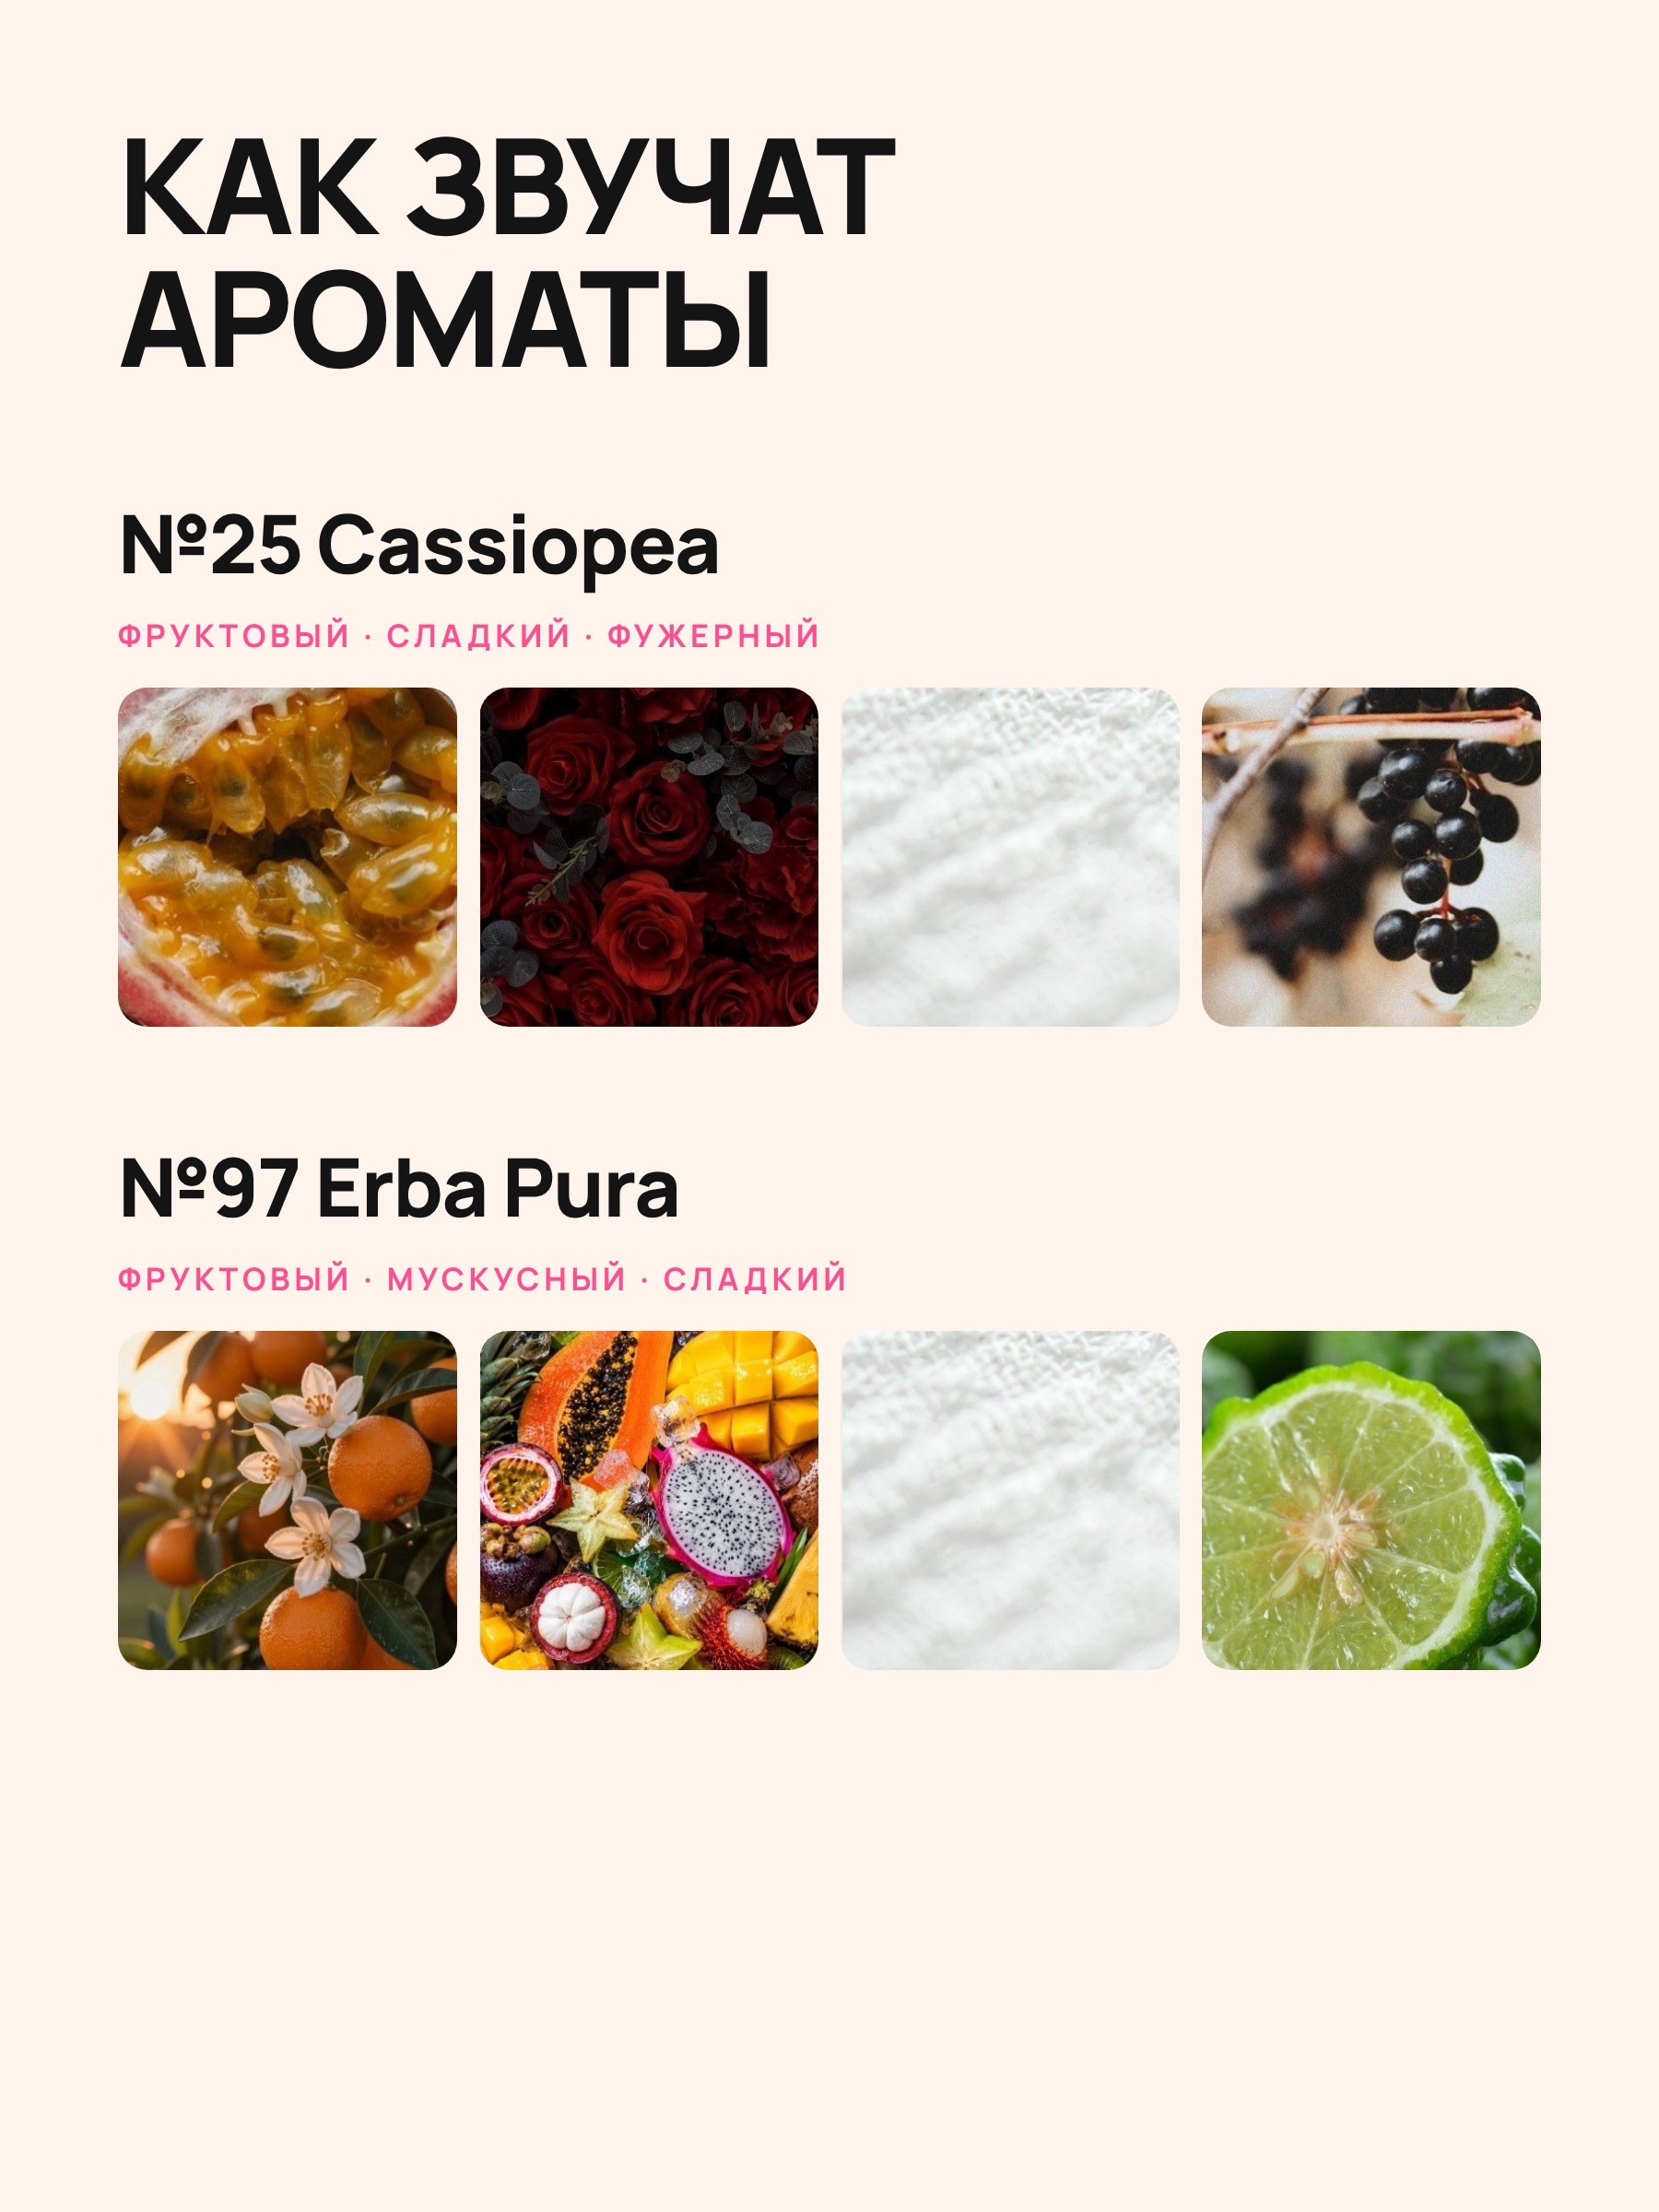 КАК ЗВУЧАТ
АРОМАТЫ
№25 Cassiopea
ФРУКТОВЫЙ · СЛАДКИЙ · ФУЖЕРНЫЙ
№97 Erba Pura
ФРУКТОВЫЙ · МУСКУСНЫЙ · СЛАДКИЙ